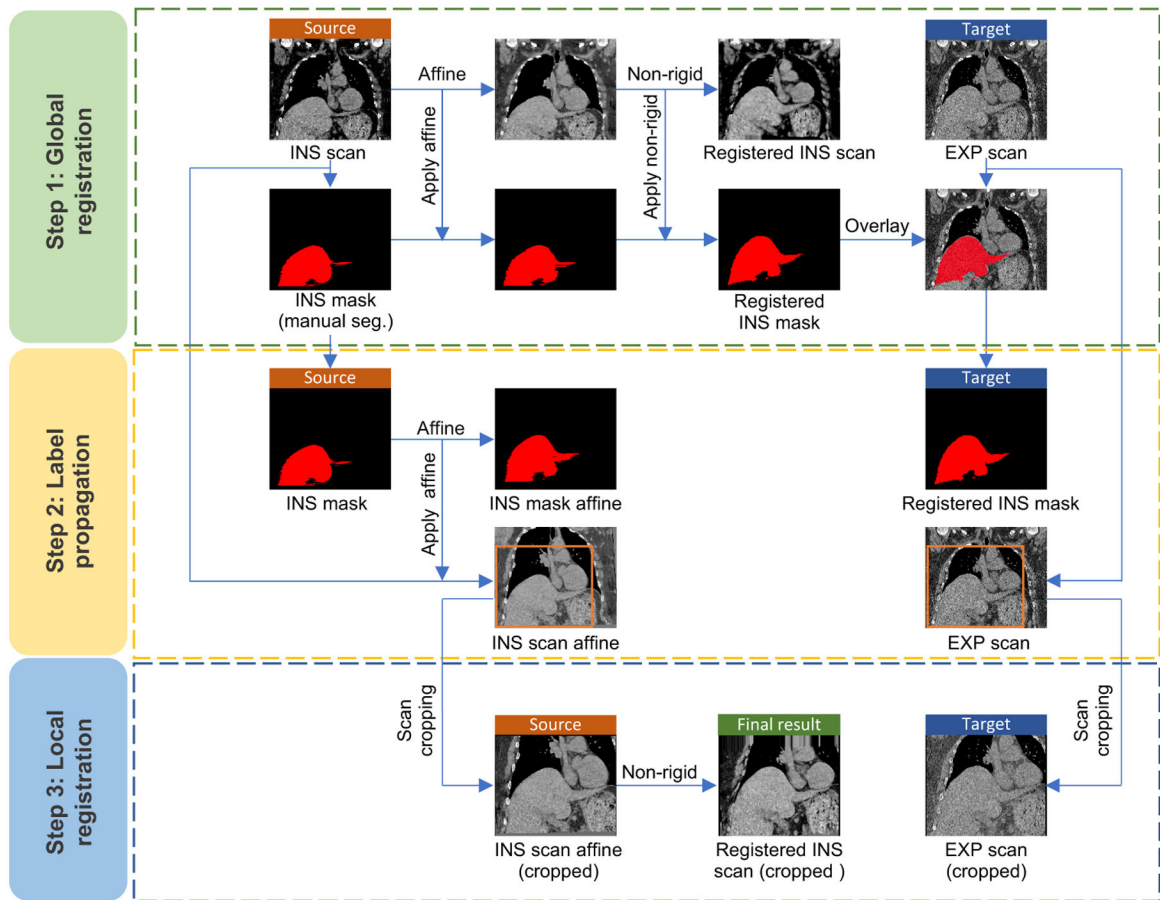 Step 1: Global
registration
Source
Target
Affine
Non-rigid
Apply affine
Apply non-rigid
INS scan
Registered INS scan
EXP scan
Overlay
INS mask
(manual seg.)
Registered
INS mask
Step 2: Label
propagation
Source
Target
Affine
Apply affine
INS mask
INS mask affine
Registered INS mask
INS scan affine
EXP scan
Step 3: Local
registration
Scan
cropping
Source
Final result
Target
Scan
cropping
Non-rigid
INS scan affine
(cropped)
Registered INS
scan (cropped )
EXP scan
(cropped)